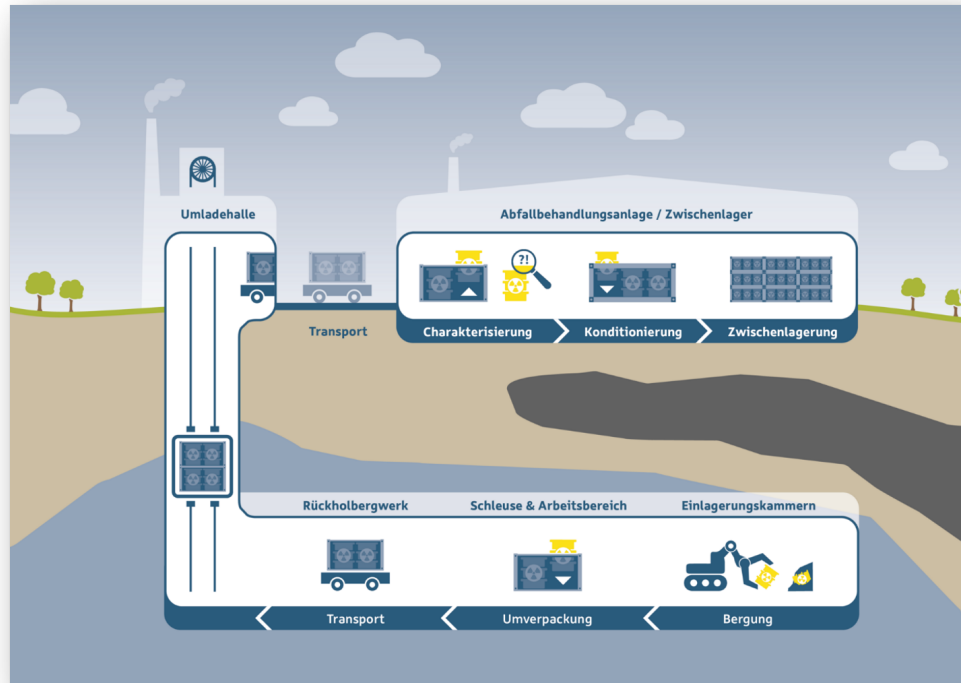 Umladehalle
Abfallbehandlungsanlage / Zwischenlager
?!
Transport
Charakterisierung
Konditionierung
Zwischenlagerung
Rückholbergwerk
Schleuse & Arbeitsbereich
Einlagerungskammern
Transport
Umverpackung
Bergung